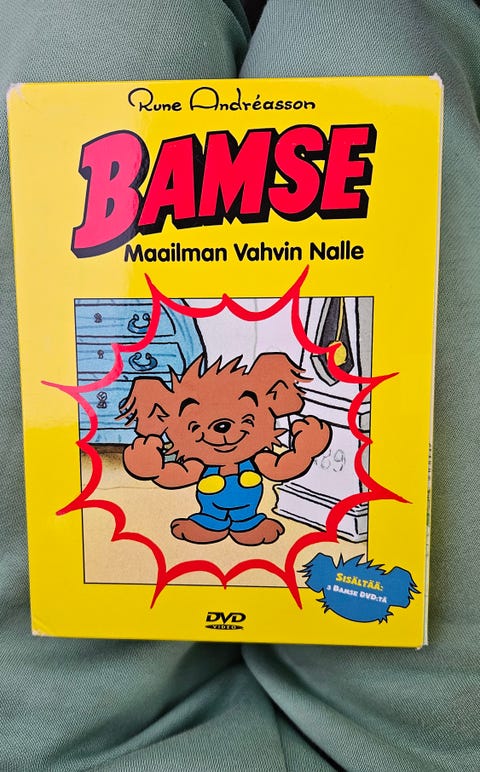 Rune Andréasson
BAMSE
Maailman Vahvin Nalle
SISÄLTÄÄ:
3 BAMSE DVD:TÄ
DVD
VIDEO